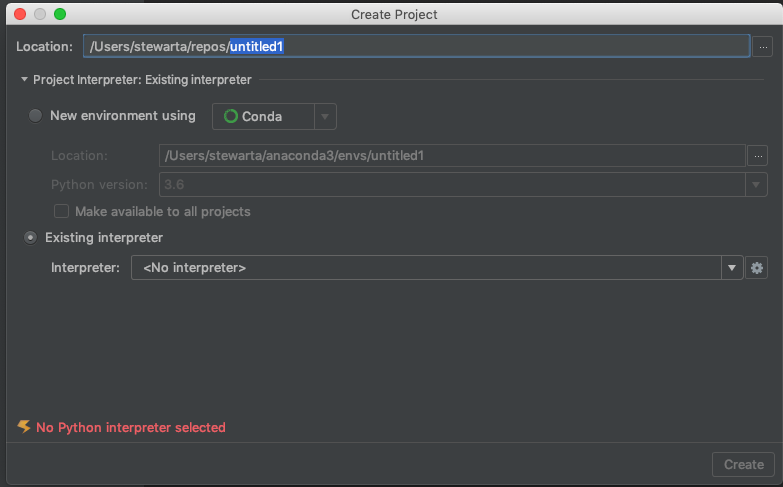 Create Project
Location: /Users/stewarta/repos/untitled1 ...
Project Interpreter: Existing interpreter
New environment using Conda
Location: /Users/stewarta/anaconda3/envs/untitled1 ...
Python version: 3.6
Make available to all projects
Existing interpreter
Interpreter: <No interpreter>
No Python interpreter selected
Create